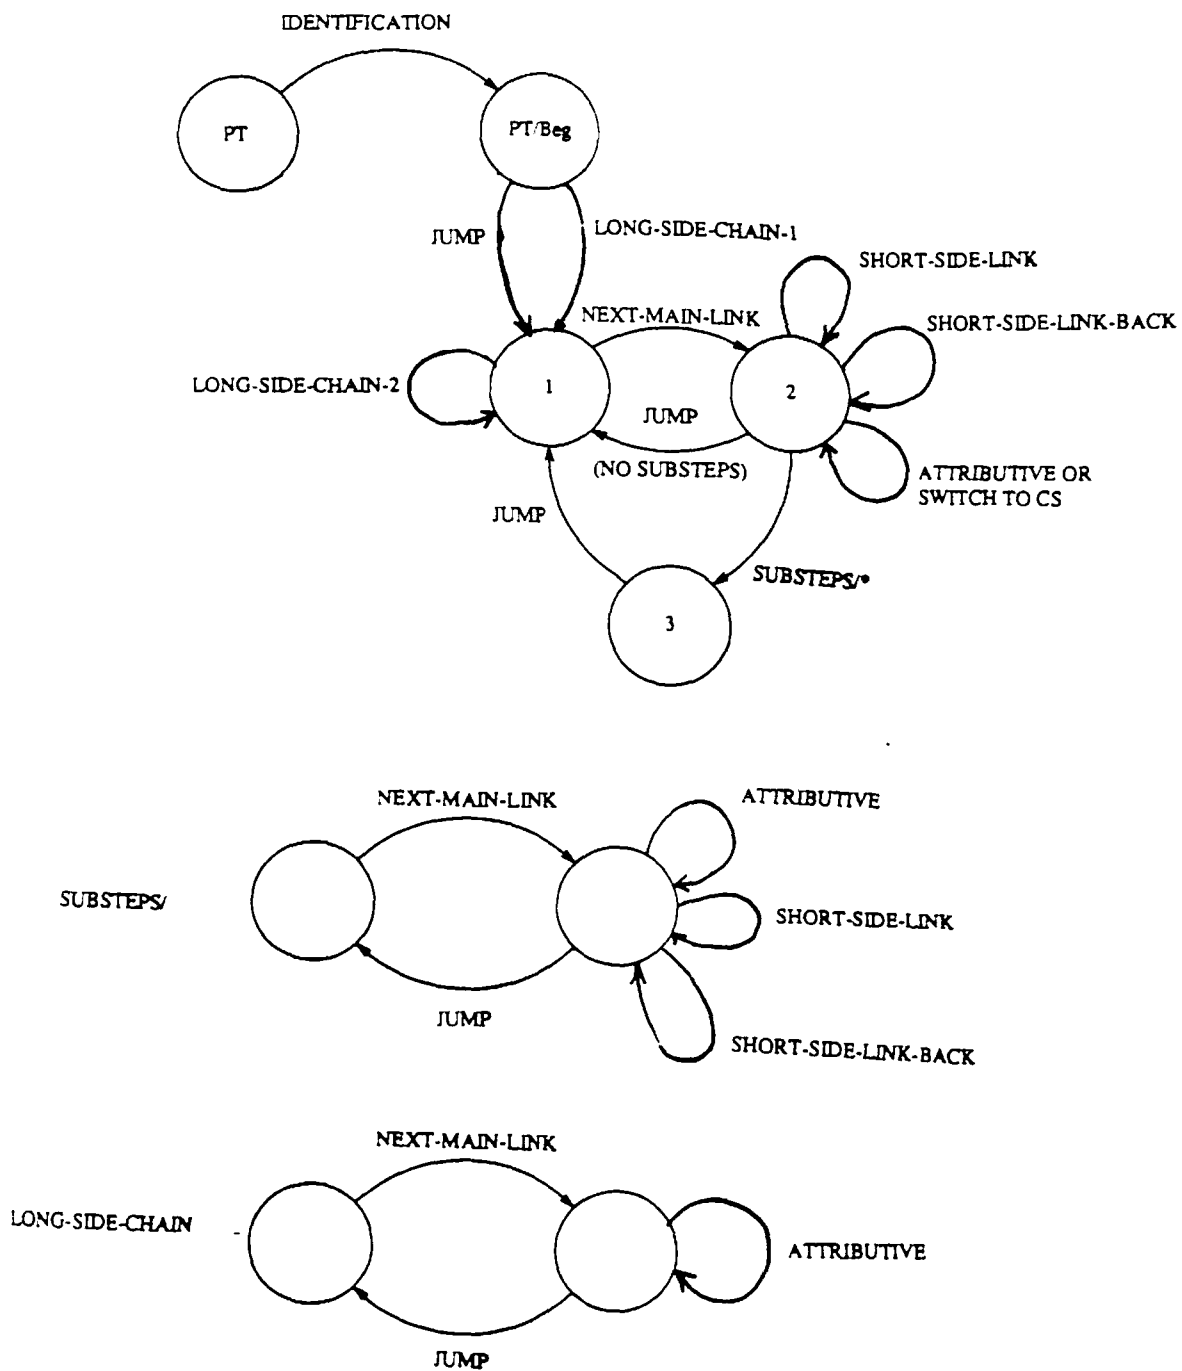 IDENTIFICATION
PT
PT/Beg
JUMP
LONG-SIDE-CHAIN-1
SHORT-SIDE-LINK
NEXT-MAIN-LINK
SHORT-SIDE-LINK-BACK
LONG-SIDE-CHAIN-2
1
2
JUMP
(NO SUBSTEPS)
ATTRIBUTIVE OR
SWITCH TO CS
JUMP
SUBSTEPS/*
3
NEXT-MAIN-LINK
ATTRIBUTIVE
SUBSTEPS/
SHORT-SIDE-LINK
JUMP
SHORT-SIDE-LINK-BACK
NEXT-MAIN-LINK
LONG-SIDE-CHAIN
ATTRIBUTIVE
JUMP